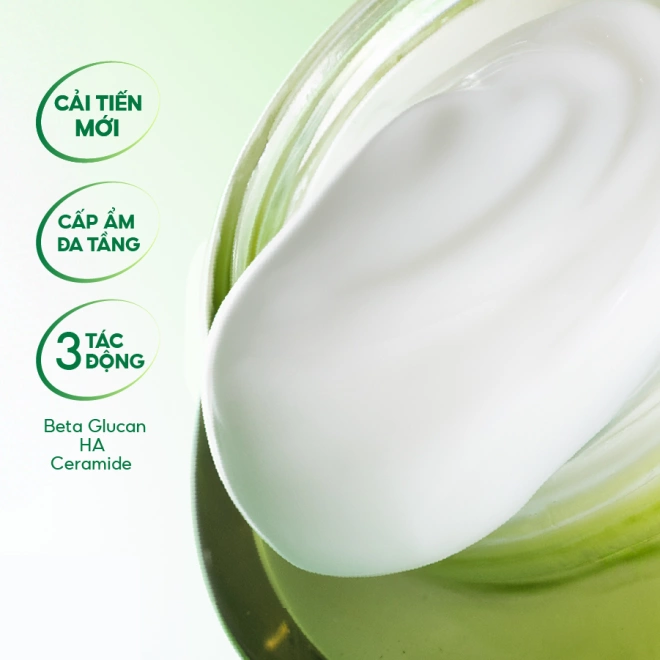 CẢI TIẾN
MỚI
CẤP ẨM
ĐA TẦNG
3 TÁC
ĐỘNG
Beta Glucan
HA
Ceramide